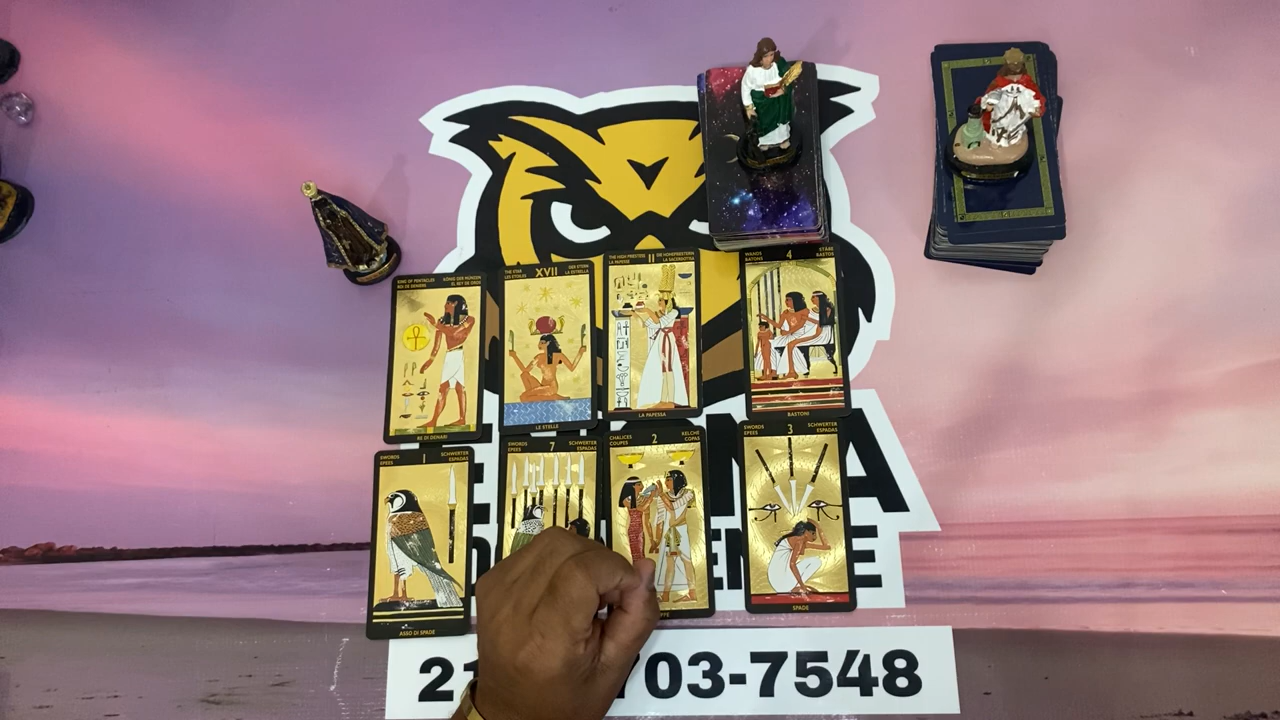 KING OF PENTACLES
ROI DE DENIERS
KÖNIG DER MÜNZEN
EL REY DE OROS
RE DI DENARI
THE STAR
LES ETOILES
XVII
DER STERN
LA ESTRELLA
LE STELLE
THE HIGH PRIESTESS
LA PAPESSE
II
DIE HOHEPRIESTERIN
LA SACERDOTISA
LA PAPESSA
WANDS
BATONS
4
STÄBE
BASTOS
BASTONI
SWORDS
EPEES
1
SCHWERTER
ESPADAS
ASSO DI SPADE
SWORDS
EPEES
7
SCHWERTER
ESPADAS
CHALICES
COUPES
2
KELCHE
COPAS
SWORDS
EPEES
3
SCHWERTER
ESPADAS
SPADE
A
E
21
703-7548